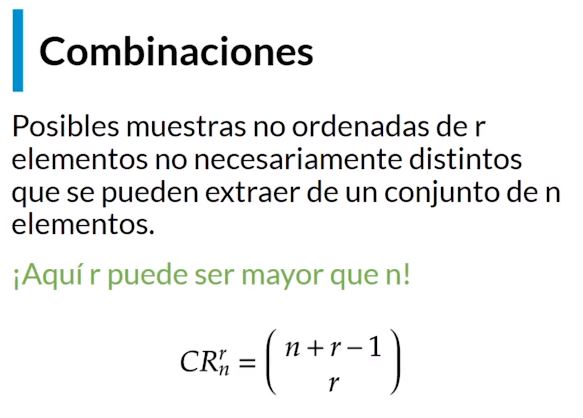 Combinaciones
Posibles muestras no ordenadas de r
elementos no necesariamente distintos
que se pueden extraer de un conjunto de n
elementos.
¡Aquí r puede ser mayor que n!
$CR_n^r = \binom{n+r-1}{r}$